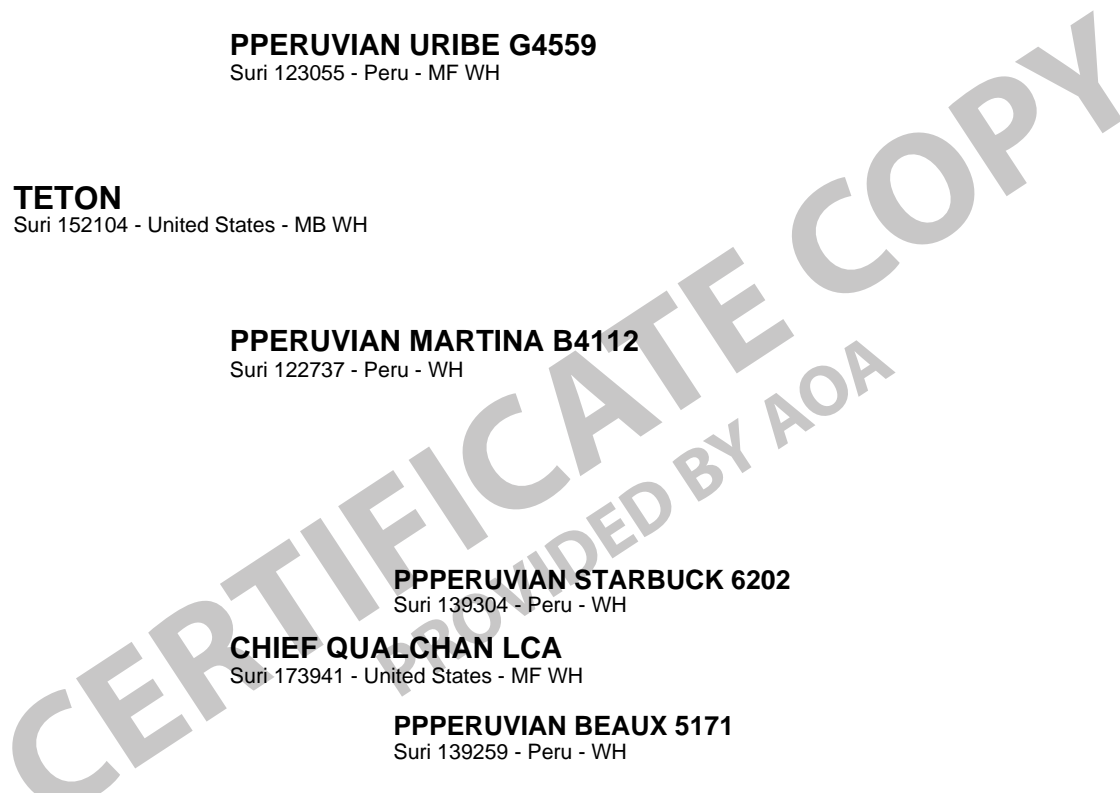 PPERUVIAN URIBE G4559
Suri 123055 - Peru - MF WH
TETON
Suri 152104 - United States - MB WH
PPERUVIAN MARTINA B4112
Suri 122737 - Peru - WH
PPPERUVIAN STARBUCK 6202
Suri 139304 - Peru - WH
CHIEF QUALCHAN LCA
Suri 173941 - United States - MF WH
PPPERUVIAN BEAUX 5171
Suri 139259 - Peru - WH
CERTIFICATE COPY
PROVIDED BY AOA